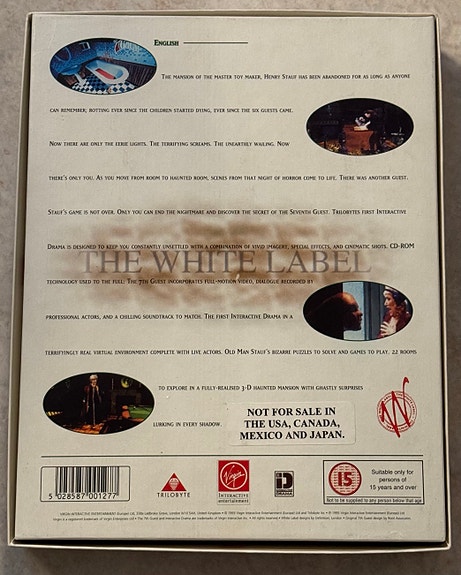 ENGLISH
THE MANSION OF THE MASTER TOY MAKER, HENRY STAUF HAS BEEN ABANDONED FOR AS LONG AS ANYONE
CAN REMEMBER, ROTTING EVER SINCE THE CHILDREN STARTED DYING, EVER SINCE THE SIX GUESTS CAME.
NOW THERE ARE ONLY THE EERIE LIGHTS. THE TERRIFYING SCREAMS. THE UNEARTHLY WAILING. NOW
THERE'S ONLY YOU. AS YOU MOVE FROM ROOM TO HAUNTED ROOM, SCENES FROM THAT NIGHT OF HORROR COME TO LIFE. THERE WAS ANOTHER GUEST.
STAUF'S GAME IS NOT OVER. ONLY YOU CAN END THE NIGHTMARE AND DISCOVER THE SECRET OF THE SEVENTH GUEST. TRILOBYTES FIRST INTERACTIVE
DRAMA IS DESIGNED TO KEEP YOU CONSTANTLY UNSETTLED WITH A COMBINATION OF VIVID IMAGERY, SPECIAL EFFECTS, AND CINEMATIC SHOTS. CD-ROM
THE WHITE LABEL
TECHNOLOGY USED TO THE FULL: THE 7TH GUEST INCORPORATES FULL-MOTION VIDEO, DIALOGUE RECORDED BY
PROFESSIONAL ACTORS, AND A CHILLING SOUNDTRACK TO MATCH. THE FIRST INTERACTIVE DRAMA IN A
TERRIFYINGLY REAL VIRTUAL ENVIRONMENT COMPLETE WITH LIVE ACTORS. OLD MAN STAUF'S BIZARRE PUZZLES TO SOLVE AND GAMES TO PLAY. 22 ROOMS
TO EXPLORE IN A FULLY-REALISED 3-D HAUNTED MANSION WITH GHASTLY SURPRISES
LURKING IN EVERY SHADOW.
NOT FOR SALE IN
THE USA, CANADA,
MEXICO AND JAPAN.
5 028587 001277
TRILOBYTE
Virgin
INTERACTIVE
entertainment
INTERACTIVE
DRAMA
15
Suitable only for
persons of
15 years and over
Not to be supplied to any person below that age